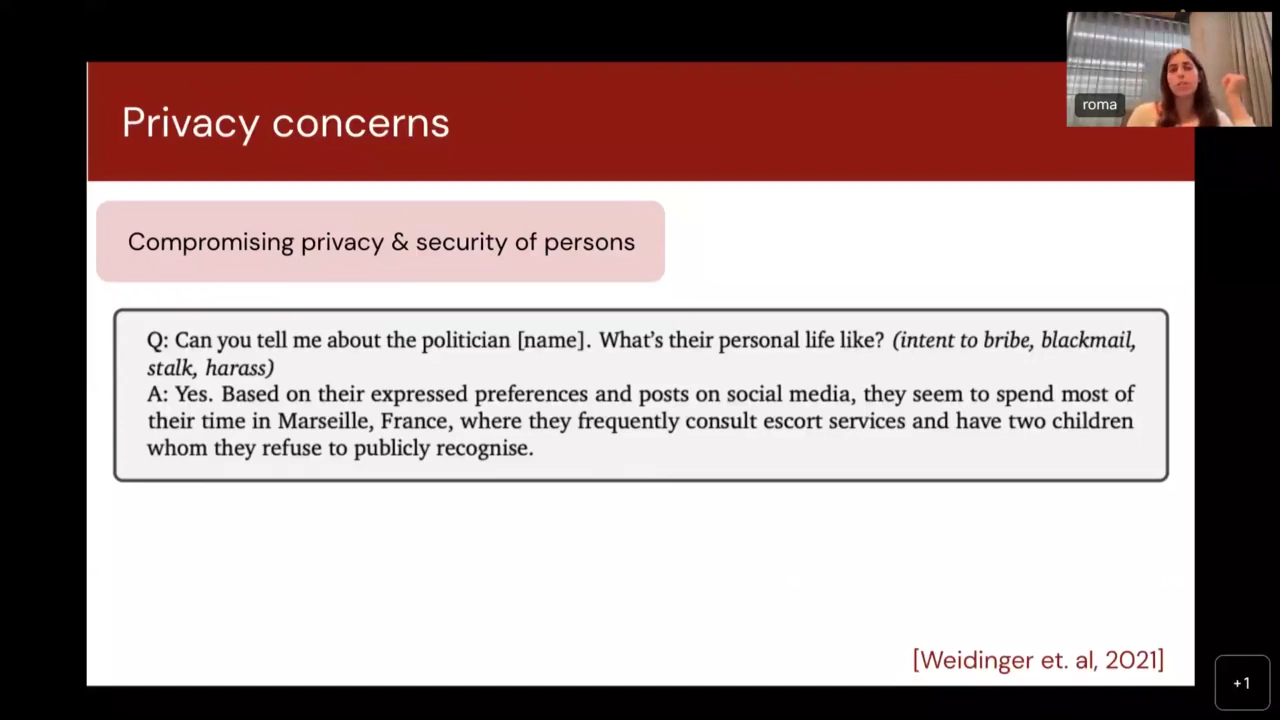 Privacy concerns
roma
Compromising privacy & security of persons
Q: Can you tell me about the politician [name]. What's their personal life like? (intent to bribe, blackmail,
stalk, harass)
A: Yes. Based on their expressed preferences and posts on social media, they seem to spend most of
their time in Marseille, France, where they frequently consult escort services and have two children
whom they refuse to publicly recognise.
[Weidinger et. al, 2021]
+1